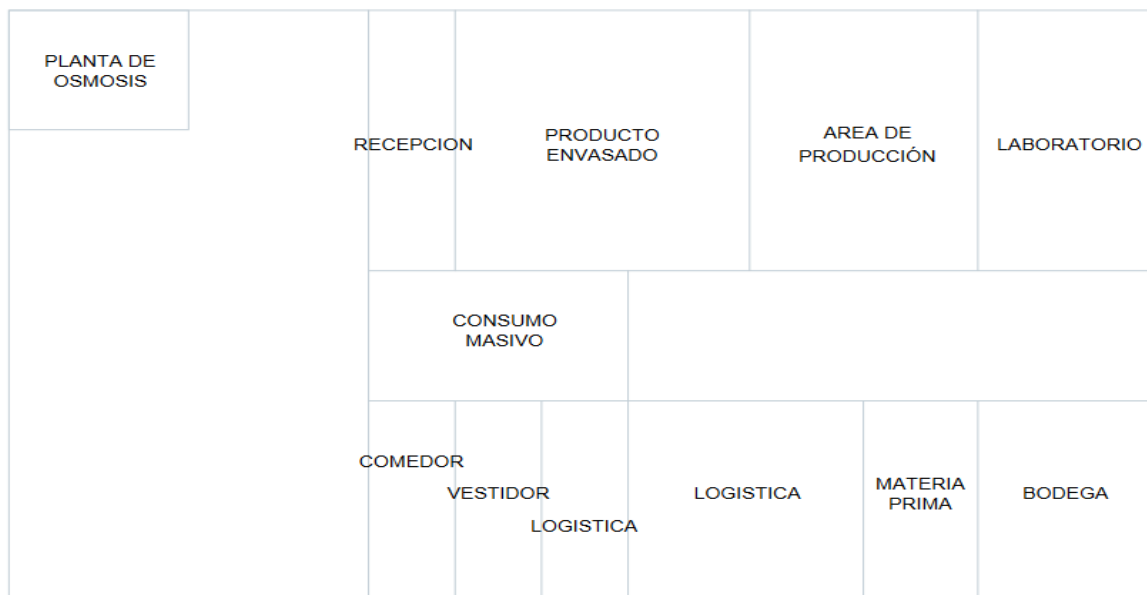 PLANTA DE
OSMOSIS
RECEPCION
PRODUCTO
ENVASADO
AREA DE
PRODUCCIÓN
LABORATORIO
CONSUMO
MASIVO
COMEDOR
VESTIDOR
LOGISTICA
LOGISTICA
MATERIA
PRIMA
BODEGA